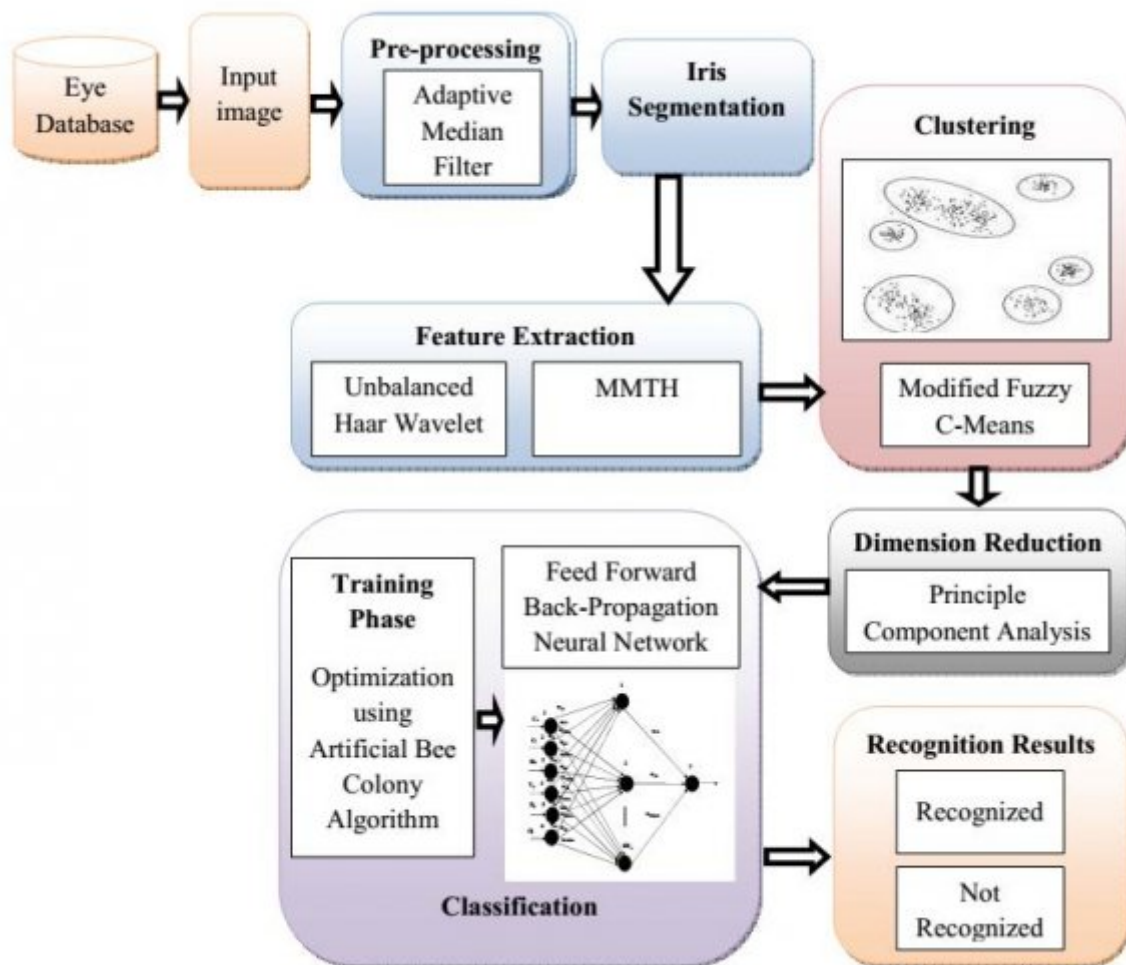 Eye
Database
Input
image
Pre-processing
Adaptive
Median
Filter
Iris
Segmentation
Clustering
Modified Fuzzy
C-Means
Feature Extraction
Unbalanced
Haar Wavelet
MMTH
Dimension Reduction
Principle
Component Analysis
Training
Phase
Optimization
using
Artificial Bee
Colony
Algorithm
Feed Forward
Back-Propagation
Neural Network
Classification
Recognition Results
Recognized
Not
Recognized